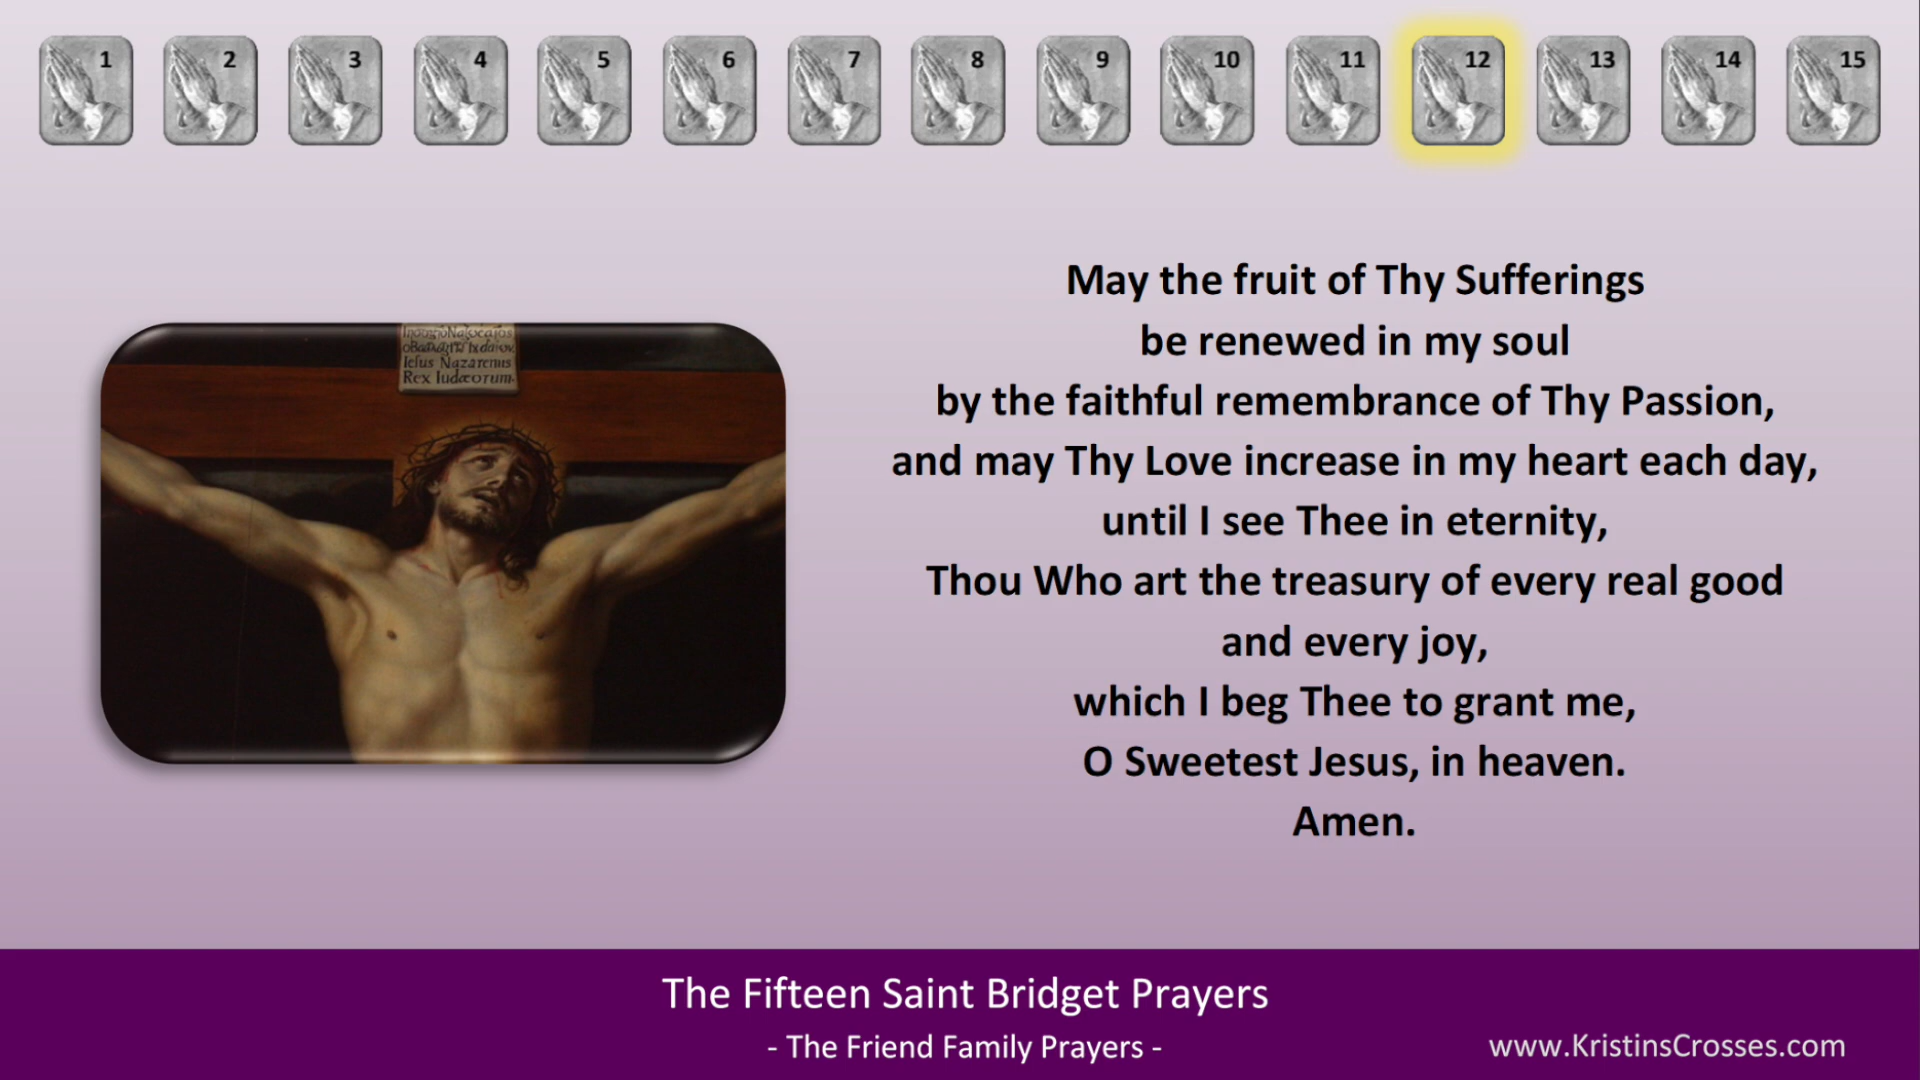 1 2 3 4 5 6 7 8 9 10 11 12 13 14 15
Iesus Nazarenus
Rex Iudæorum.
May the fruit of Thy Sufferings
be renewed in my soul
by the faithful remembrance of Thy Passion,
and may Thy Love increase in my heart each day,
until I see Thee in eternity,
Thou Who art the treasury of every real good
and every joy,
which I beg Thee to grant me,
O Sweetest Jesus, in heaven.
Amen.
The Fifteen Saint Bridget Prayers
- The Friend Family Prayers -
www.KristinsCrosses.com